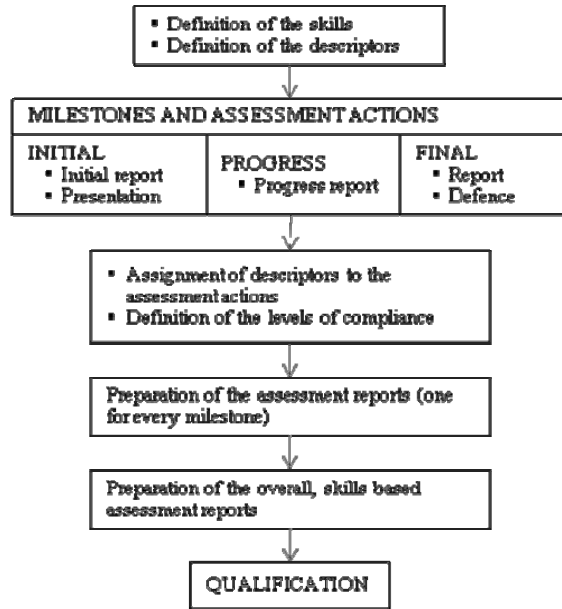 ▪ Definition of the skills
▪ Definition of the descriptors
MILESTONES AND ASSESSMENT ACTIONS
INITIAL
▪ Initial report
▪ Presentation
PROGRESS
▪ Progress report
FINAL
▪ Report
▪ Defence
▪ Assignment of descriptors to the
assessment actions
▪ Definition of the levels of compliance
Preparation of the assessment reports (one
for every milestone)
Preparation of the overall, skills based
assessment reports
QUALIFICATION